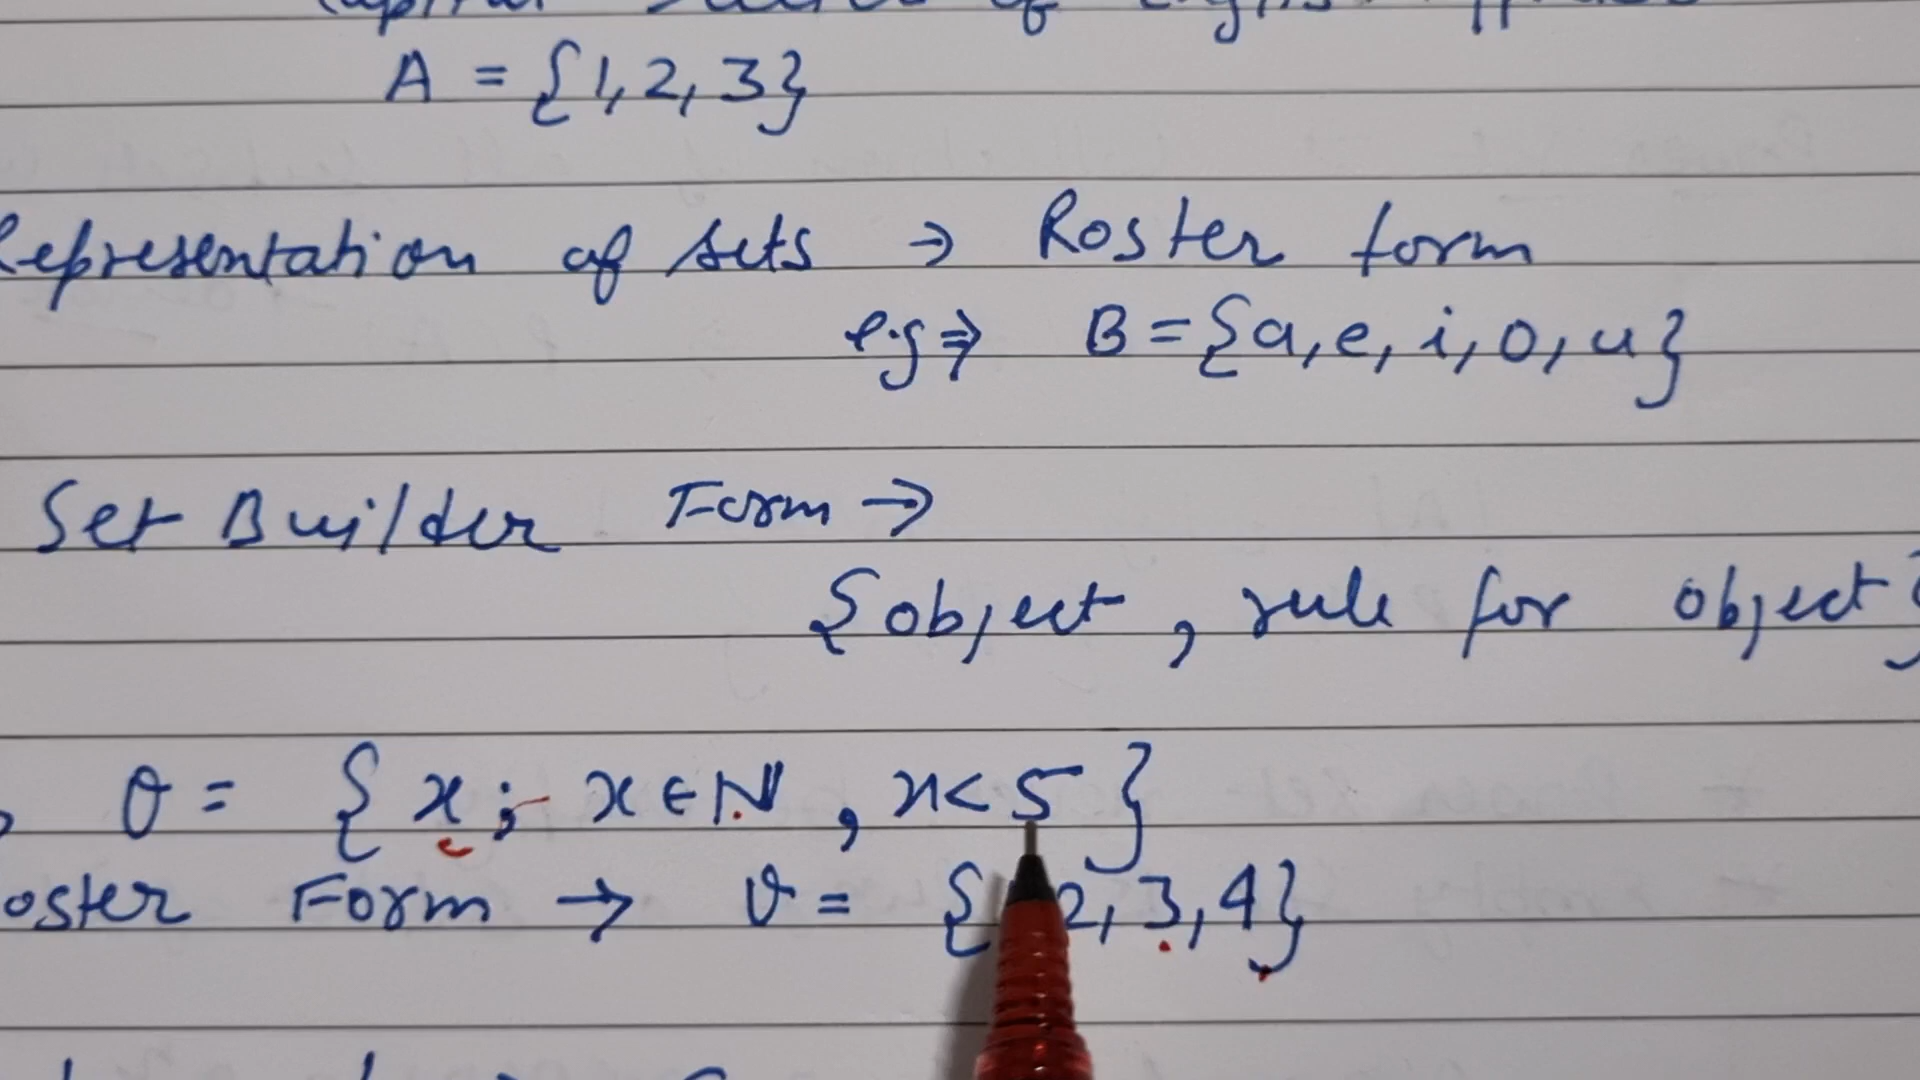 A = {1, 2, 3}
Representation of sets → Roster form
e.g ⇒ B = {a, e, i, o, u}
Set Builder Form →
{object, rule for object}
v = {x ; x ∈ N, x < 5}
Roster Form → v = { 2, 3, 4}